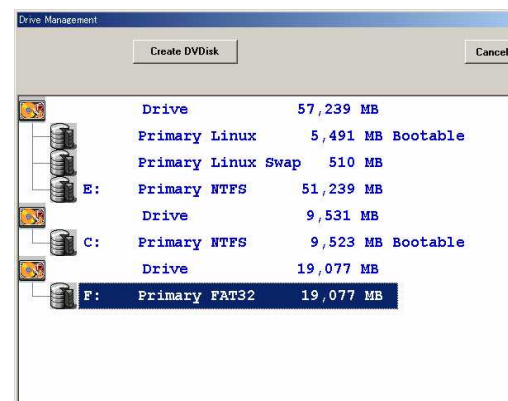 Drive Management
Create DVDisk Cancel
Drive 57,239 MB
Primary Linux 5,491 MB Bootable
Primary Linux Swap 510 MB
E: Primary NTFS 51,239 MB
Drive 9,531 MB
C: Primary NTFS 9,523 MB Bootable
Drive 19,077 MB
F: Primary FAT32 19,077 MB